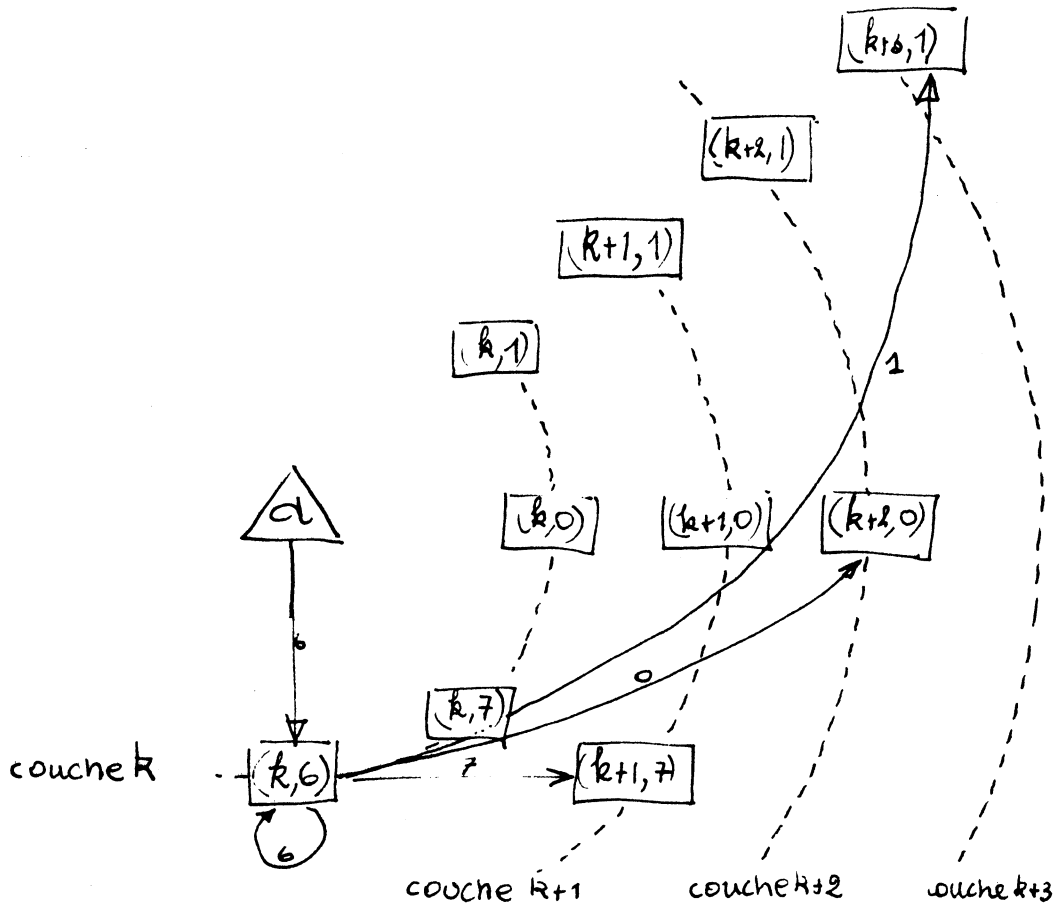 (k+3,1)
(k+2,1)
(k+1,1)
(k,1)
1
d
(k,0)
(k+1,0)
(k+2,0)
6
0
(k,7)
couche k
(k,6)
7
(k+1,7)
6
couche k+1
couche k+2
ouche k+3